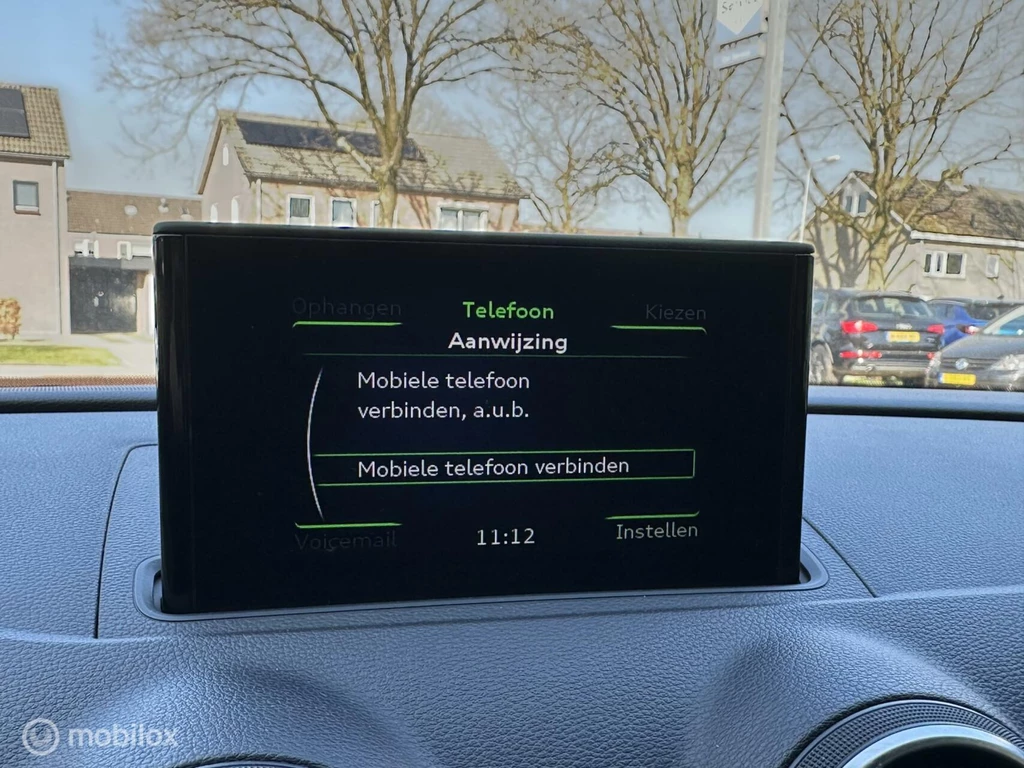 Ophangen
Telefoon
Kiezen
Aanwijzing
Mobiele telefoon
verbinden, a.u.b.
Mobiele telefoon verbinden
Voicemail
11:12
Instellen
mobilox